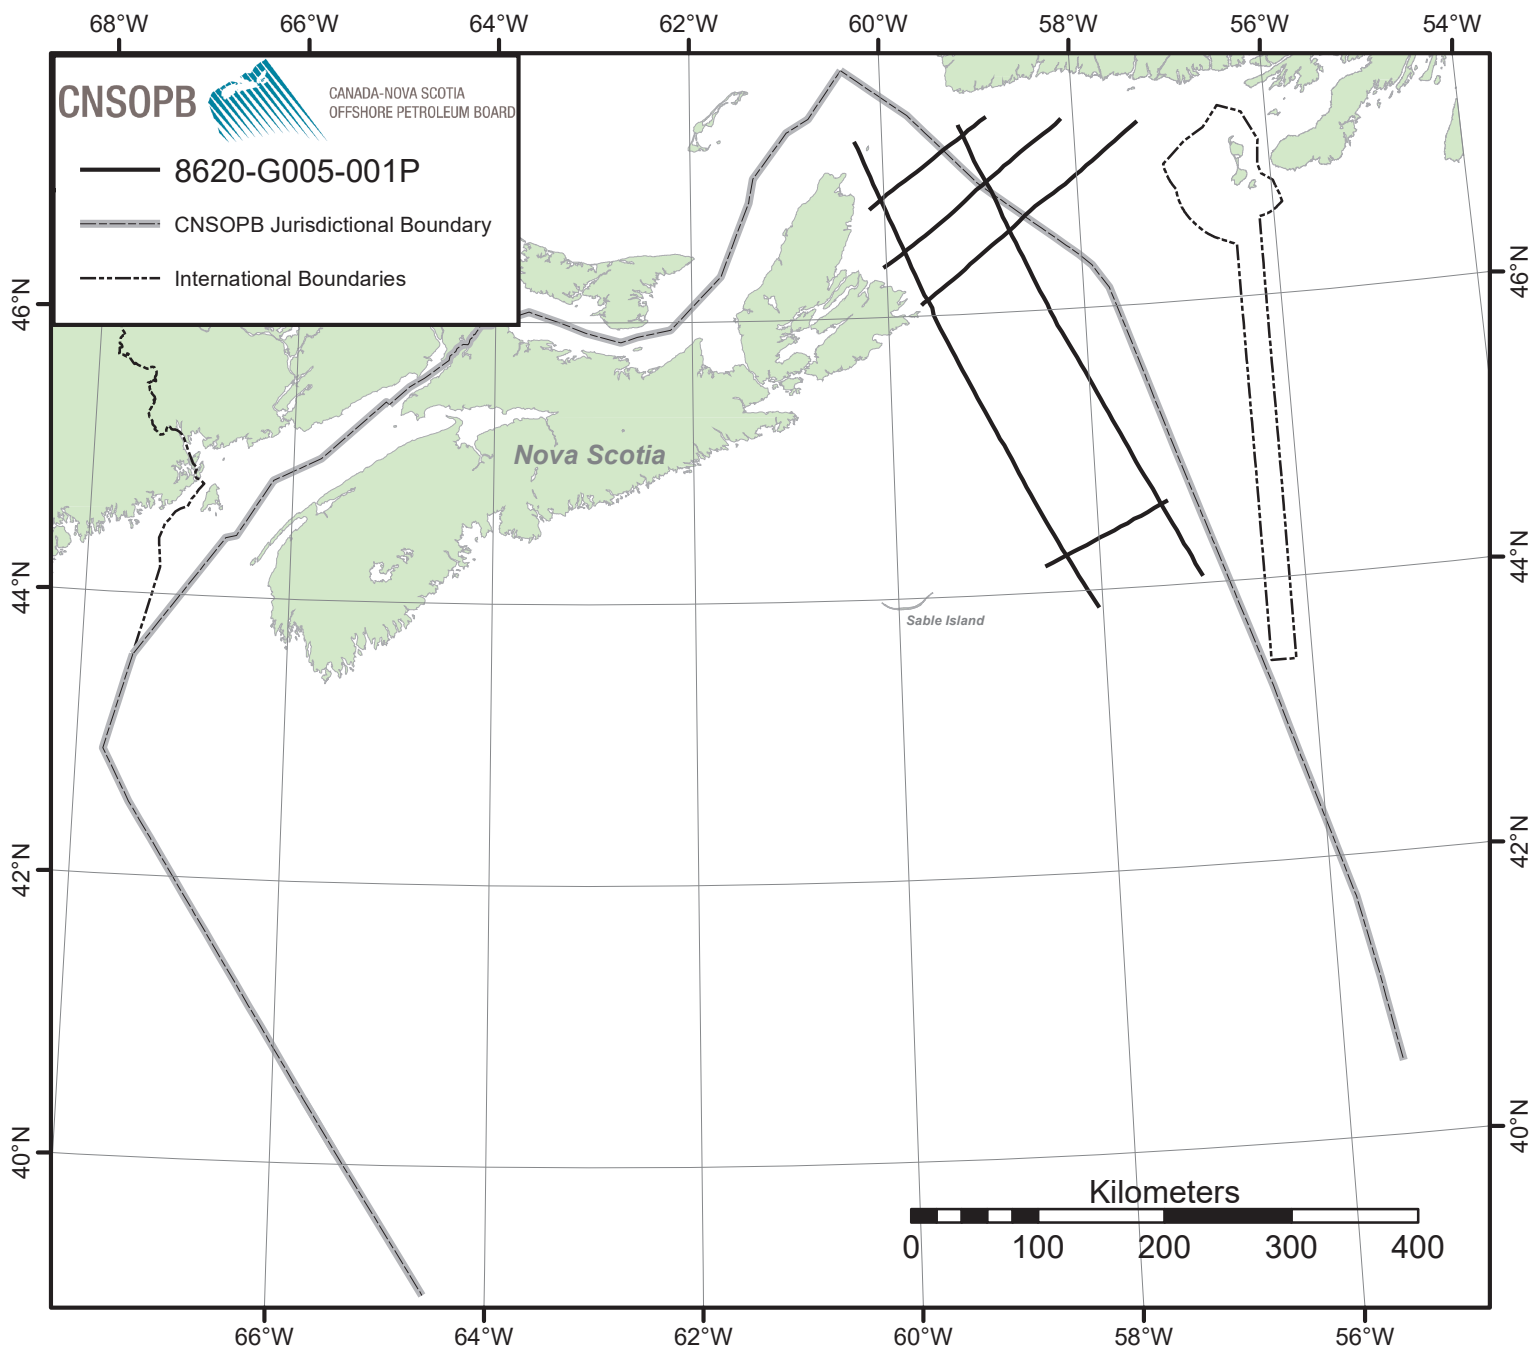 68°W 66°W 64°W 62°W 60°W 58°W 56°W 54°W
CNSOPB
CANADA-NOVA SCOTIA
OFFSHORE PETROLEUM BOARD
8620-G005-001P
CNSOPB Jurisdictional Boundary
International Boundaries
46°N
46°N
Nova Scotia
44°N
44°N
Sable Island
42°N
42°N
40°N
40°N
Kilometers
0 100 200 300 400
66°W 64°W 62°W 60°W 58°W 56°W